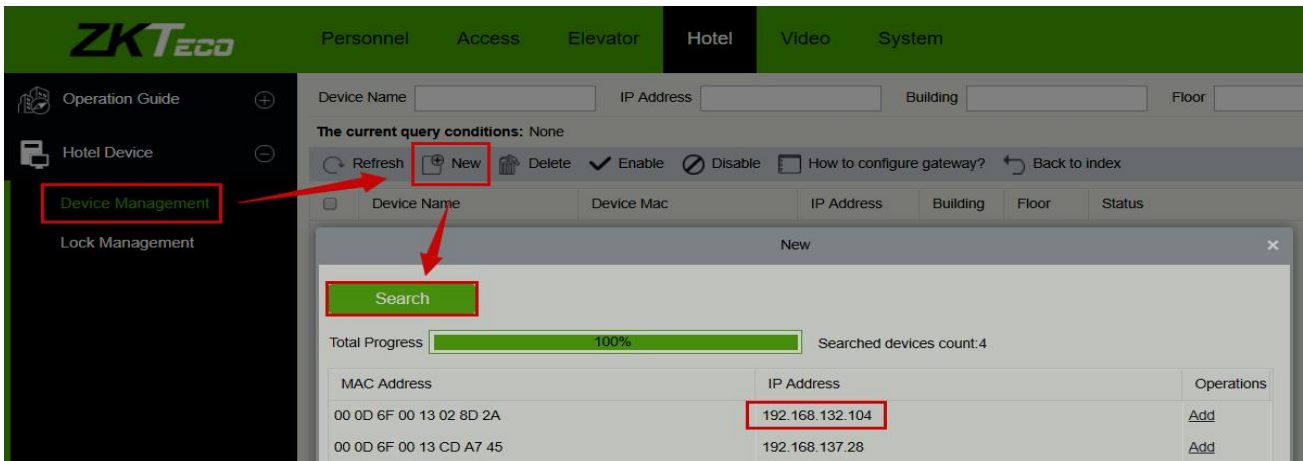 ZKTECO Personnel Access Elevator Hotel Video System
Operation Guide
Device Name IP Address Building Floor
The current query conditions: None
Hotel Device
Refresh New Delete Enable Disable How to configure gateway? Back to index
Device Management
Device Name Device Mac IP Address Building Floor Status
Lock Management
New
Search
Total Progress 100% Searched devices count:4
MAC Address IP Address Operations
00 0D 6F 00 13 02 8D 2A 192.168.132.104 Add
00 0D 6F 00 13 CD A7 45 192.168.137.28 Add